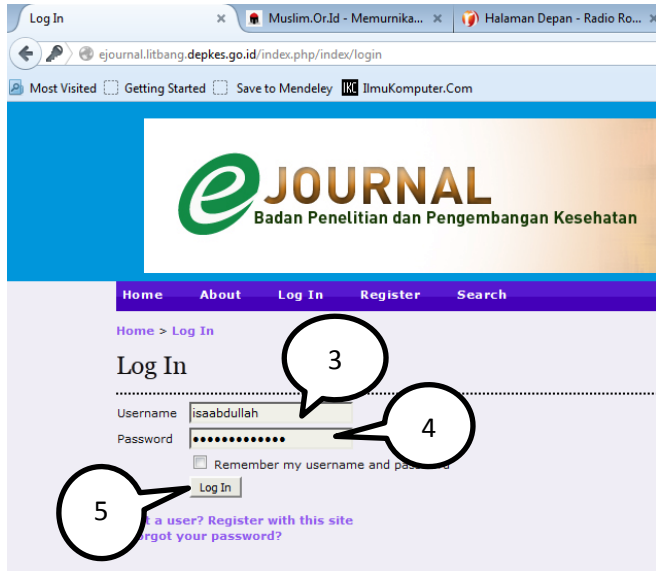 Log In
Muslim.Or.Id - Memurnika...
Halaman Depan - Radio Ro...
ejournal.litbang.depkes.go.id/index.php/index/login
Most Visited Getting Started Save to Mendeley IKC IlmuKomputer.Com
eJOURNAL
Badan Penelitian dan Pengembangan Kesehatan
Home About Log In Register Search
Home > Log In
Log In
3
Username isaabdullah
4
Password •••••••••••••
Remember my username and password
5
Log In
a user? Register with this site
orgot your password?